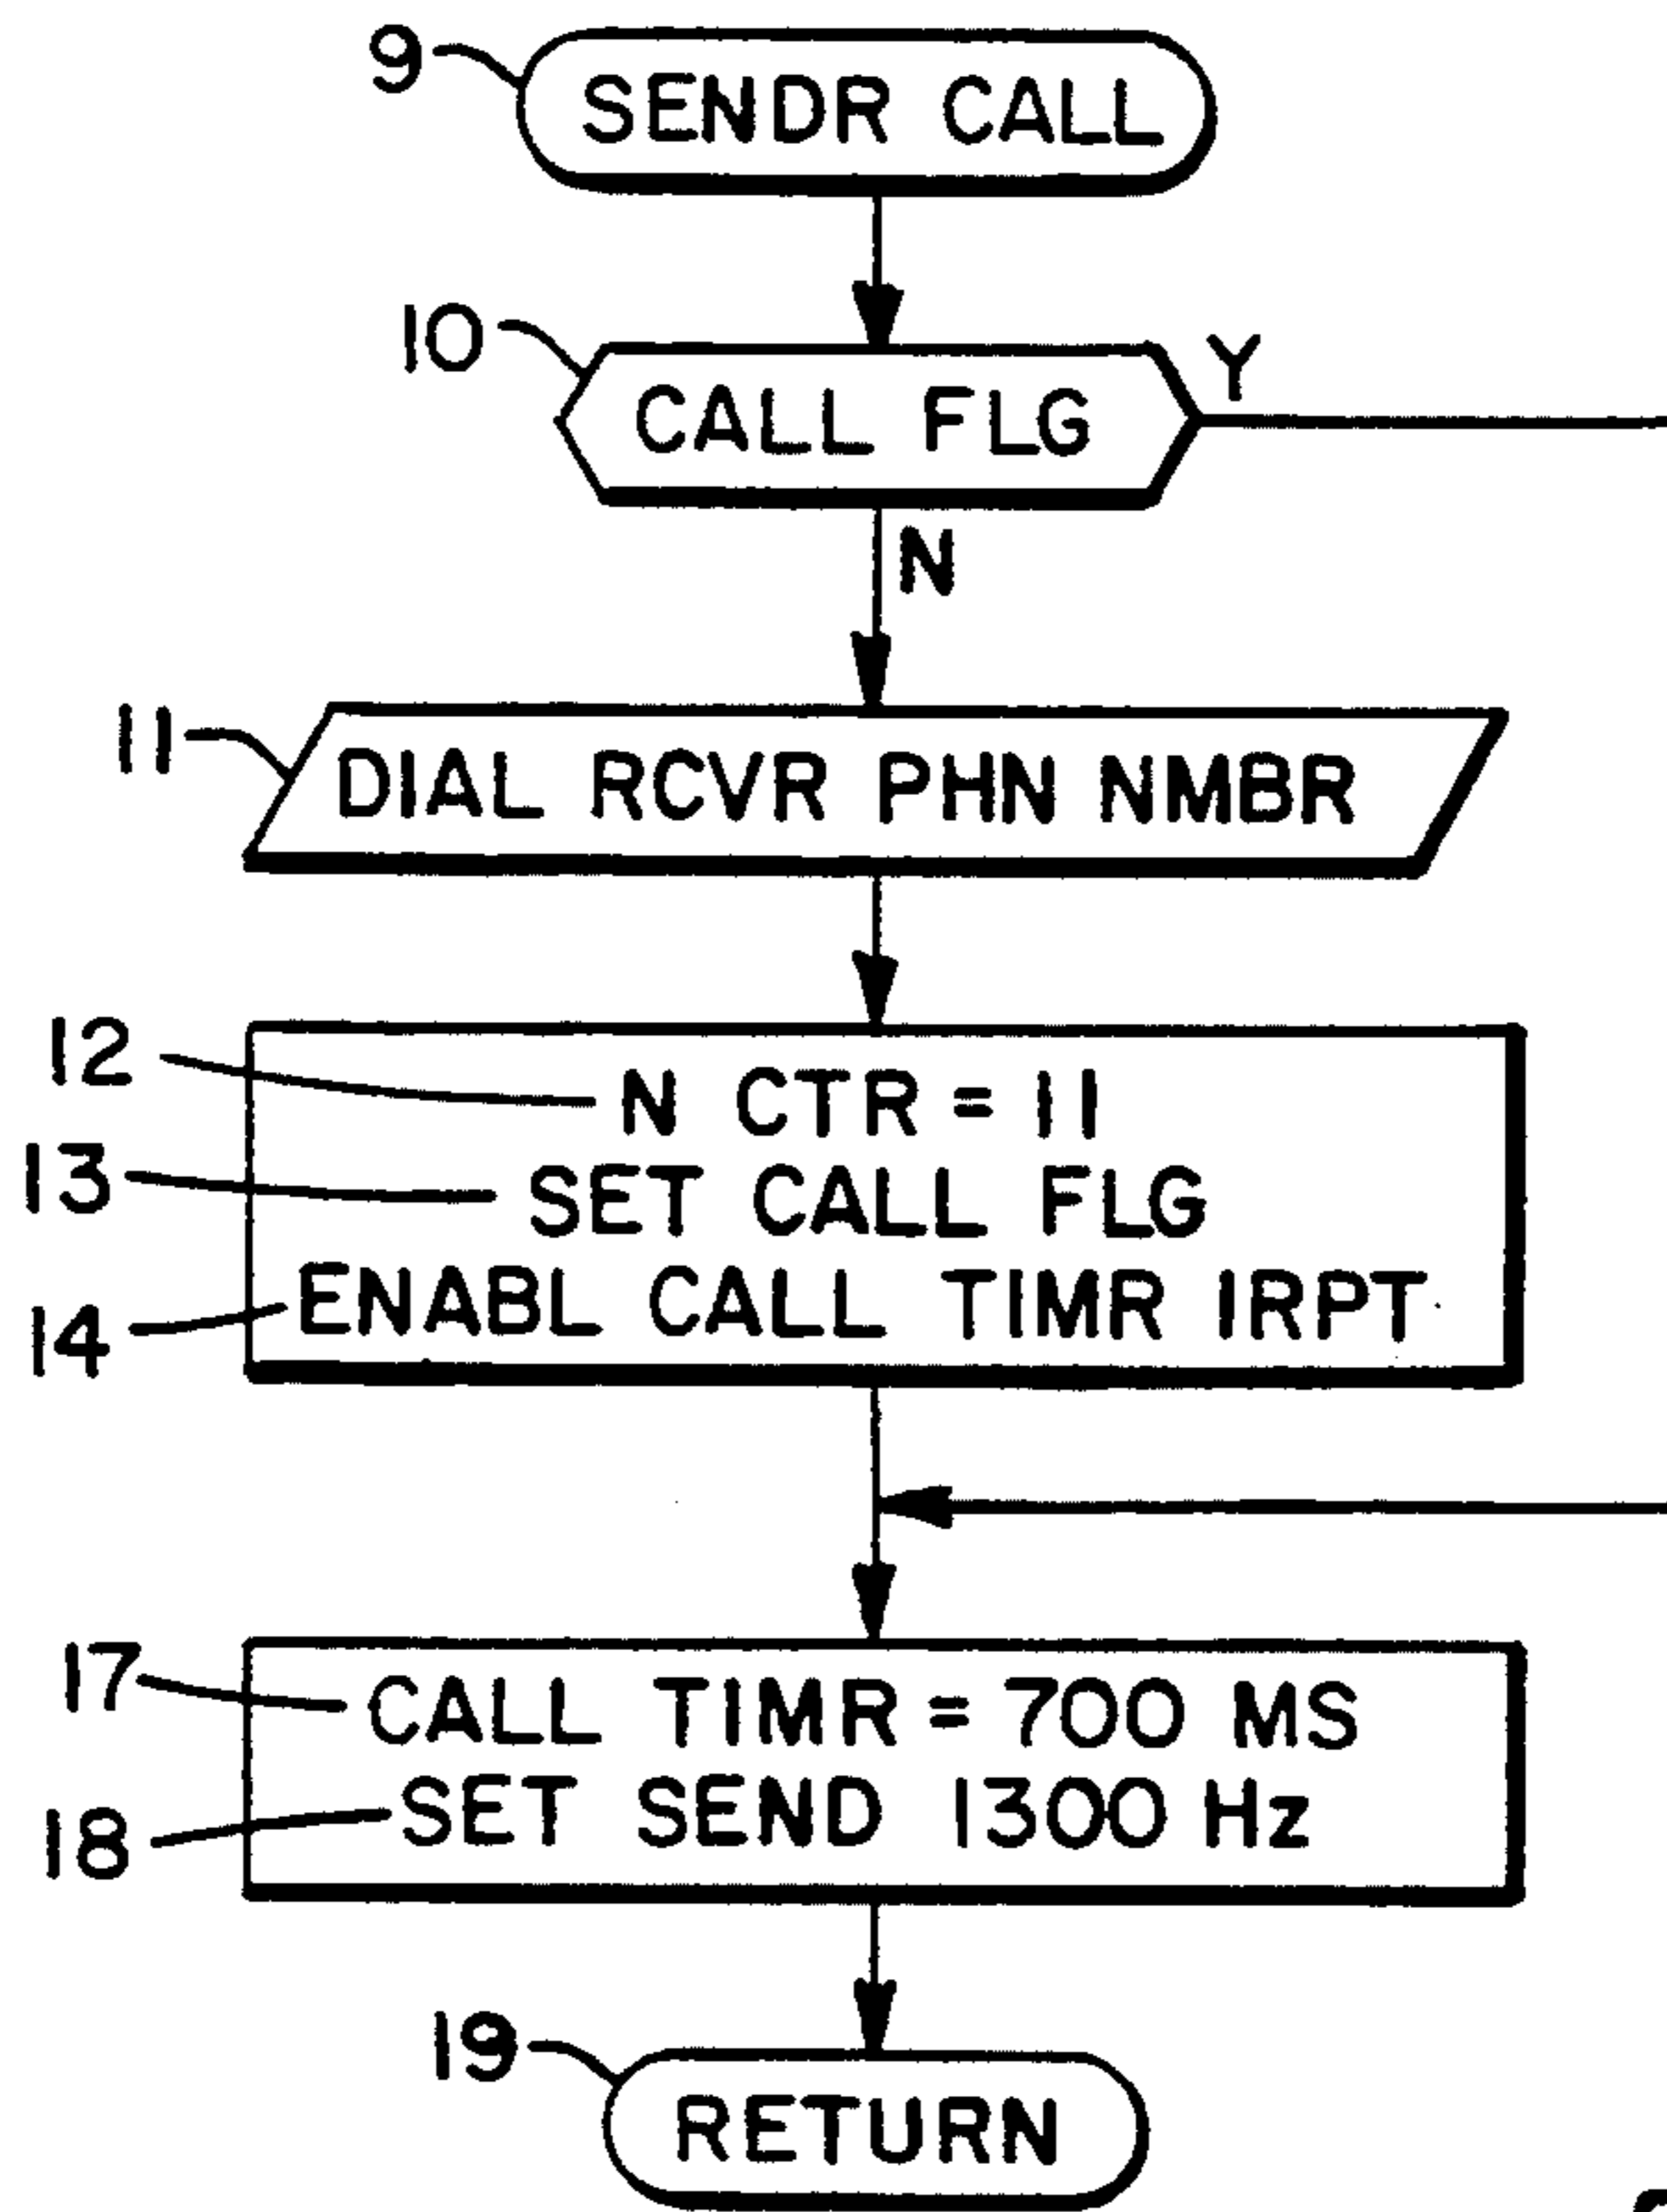 9
SENDR CALL
10
CALL FLG
Y
N
11
DIAL RCVR PHN NMBR
12
N CTR = 11
13
SET CALL FLG
14
ENABL CALL TIMR IRPT
17
CALL TIMR = 700 MS
18
SET SEND 1300 Hz
19
RETURN